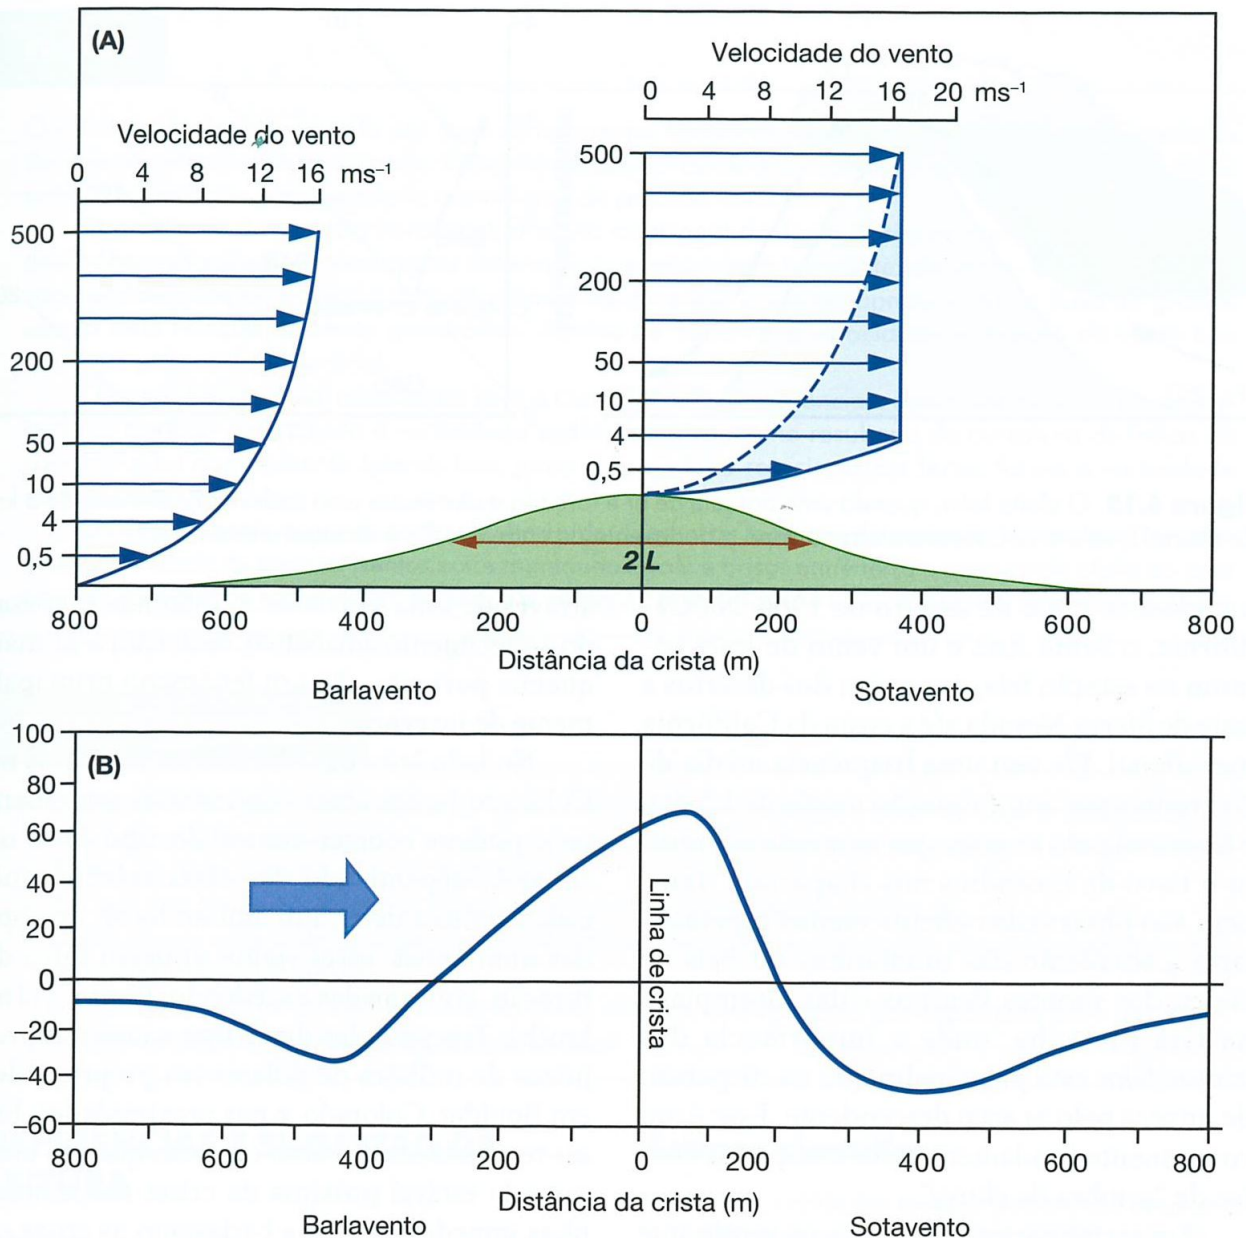 (A)
Velocidade do vento
0 4 8 12 16 20 ms⁻¹
Velocidade do vento
0 4 8 12 16 ms⁻¹
500
200
50
10
4
0,5
500
200
50
10
4
0,5
2 L
800 600 400 200 0 200 400 600 800
Distância da crista (m)
Barlavento Sotavento
(B)
100
80
60
40
20
0
–20
–40
–60
Linha de crista
800 600 400 200 0 200 400 600 800
Distância da crista (m)
Barlavento Sotavento